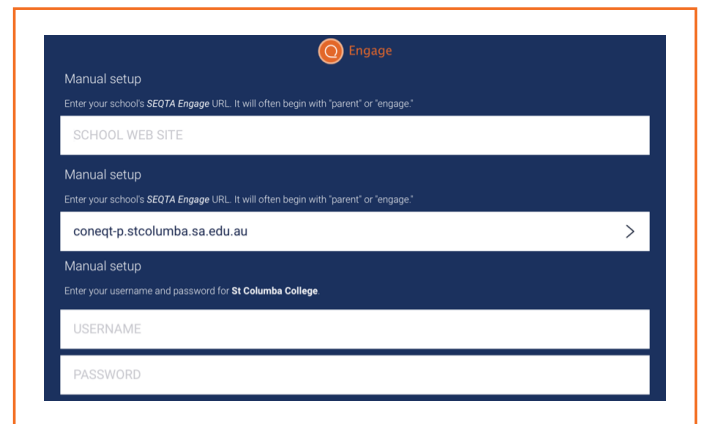 Engage
Manual setup
Enter your school's SEQTA Engage URL. It will often begin with "parent" or "engage."
SCHOOL WEB SITE
Manual setup
Enter your school's SEQTA Engage URL. It will often begin with "parent" or "engage."
coneqt-p.stcolumba.sa.edu.au
Manual setup
Enter your username and password for St Columba College.
USERNAME
PASSWORD